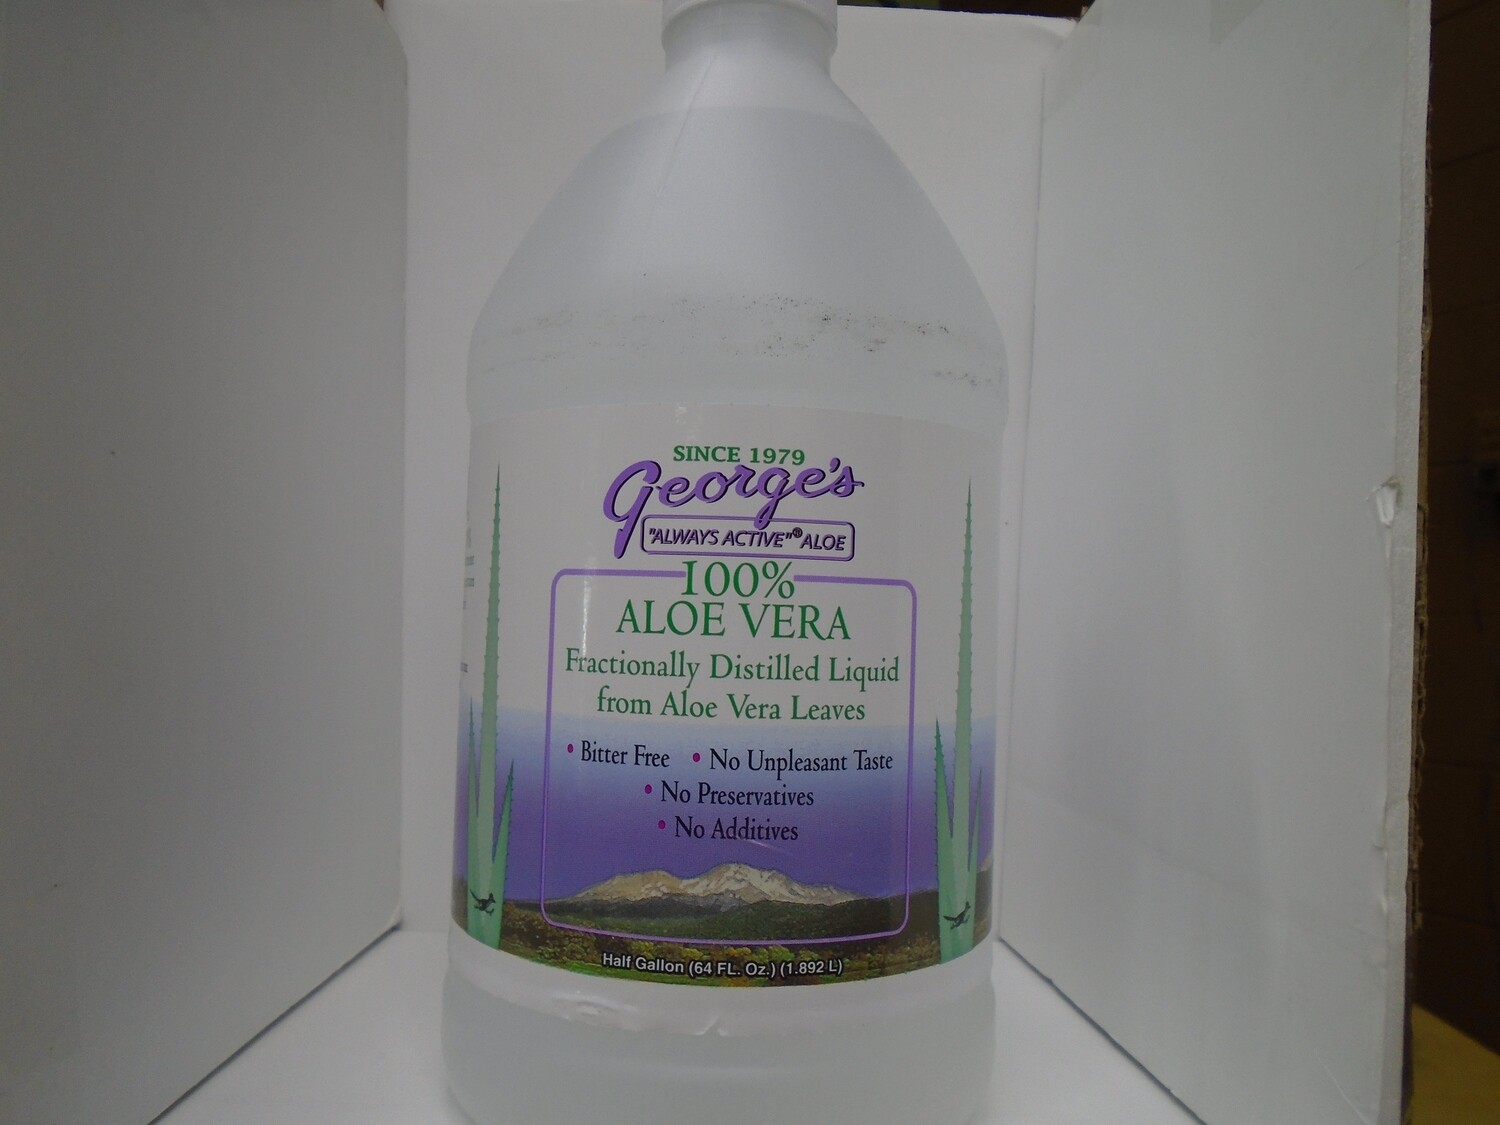 SINCE 1979
George's
"ALWAYS ACTIVE"® ALOE
100%
ALOE VERA
Fractionally Distilled Liquid
from Aloe Vera Leaves
• Bitter Free • No Unpleasant Taste
• No Preservatives
• No Additives
Half Gallon (64 FL. Oz.) (1.892 L)